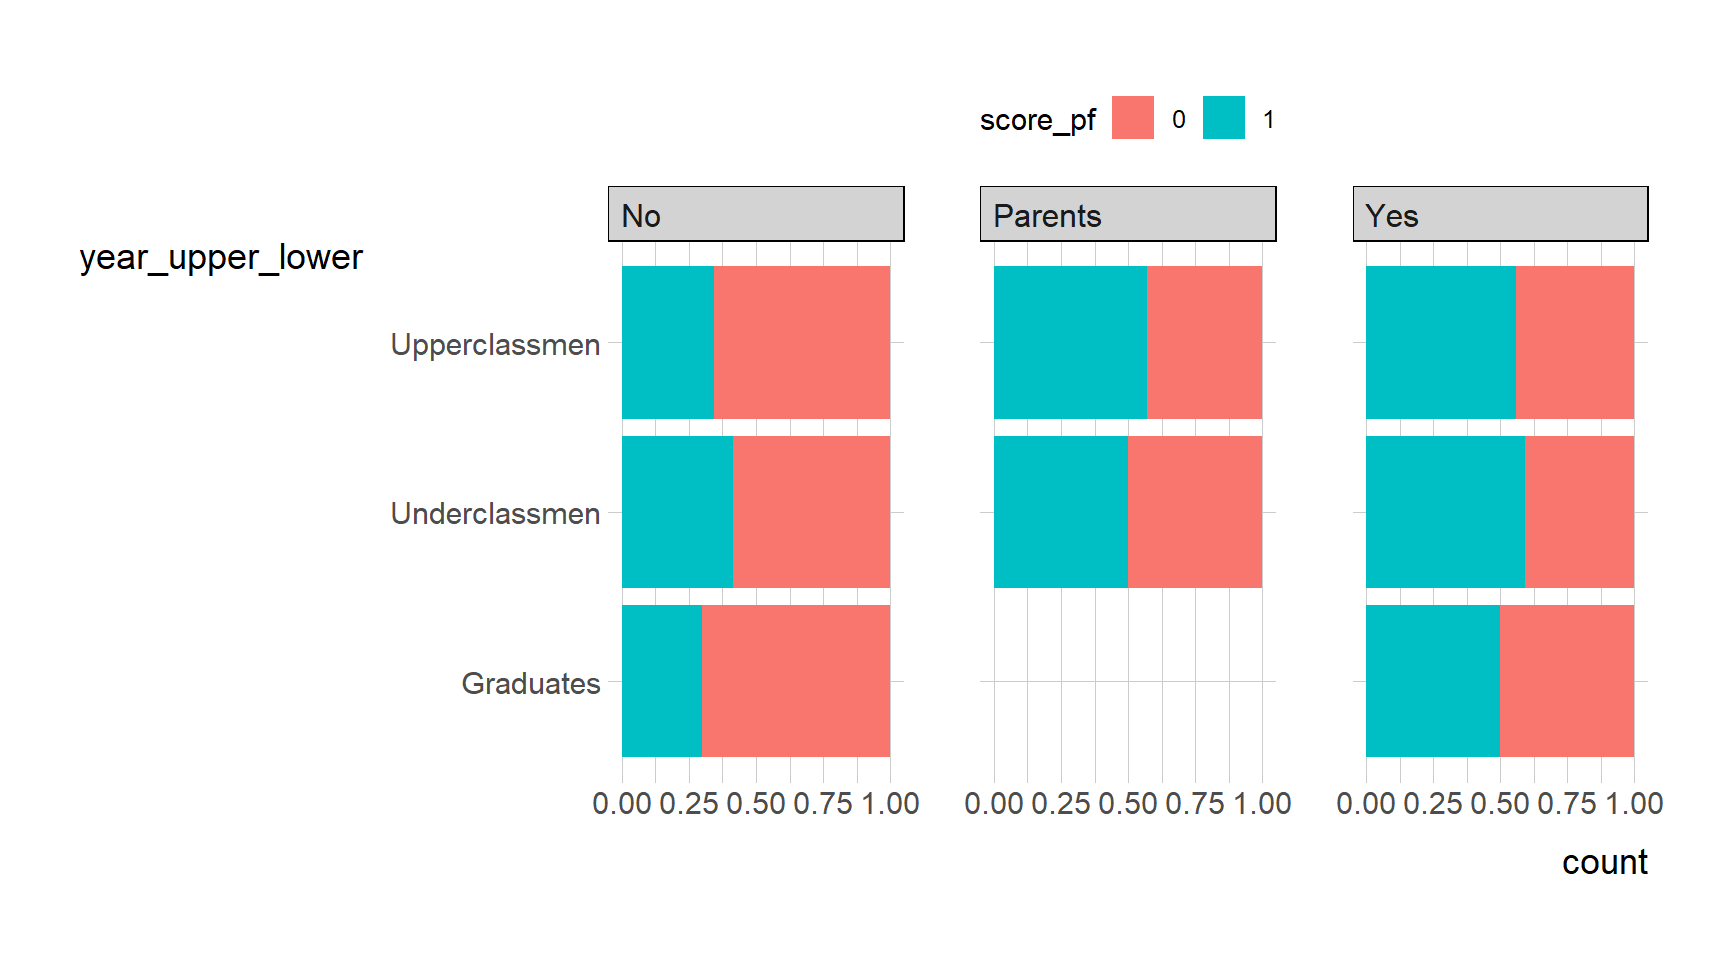 score_pf 0 1
No Parents Yes
year_upper_lower
Upperclassmen
Underclassmen
Graduates
0.00 0.25 0.50 0.75 1.00 0.00 0.25 0.50 0.75 1.00 0.00 0.25 0.50 0.75 1.00
count